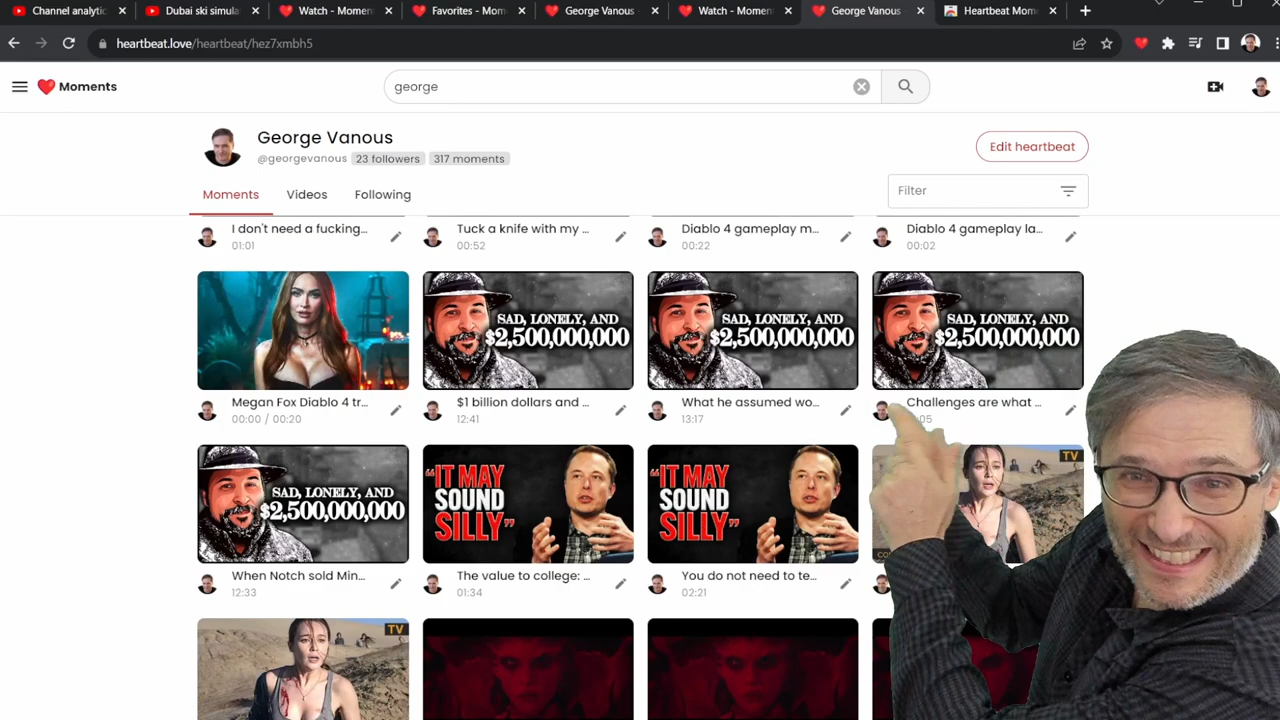 Channel analytic
Dubai ski simula
Watch - Momen
Favorites - Mom
George Vanous
Watch - Moment
George Vanous
Heartbeat Mome
heartbeat.love/heartbeat/hez7xmbh5
Moments
george
George Vanous
@georgevanous 23 followers 317 moments
Edit heartbeat
Moments Videos Following
Filter
I don't need a fucking...
01:01
Tuck a knife with my ...
00:52
Diablo 4 gameplay m...
00:22
Diablo 4 gameplay la...
00:02
SAD, LONELY, AND
$2,500,000,000
SAD, LONELY, AND
$2,500,000,000
SAD, LONELY, AND
$2,500,000,000
Megan Fox Diablo 4 tr...
00:00 / 00:20
$1 billion dollars and ...
12:41
What he assumed wo...
13:17
Challenges are what ...
:05
SAD, LONELY, AND
$2,500,000,000
"IT MAY
SOUND
SILLY"
"IT MAY
SOUND
SILLY"
TV
When Notch sold Min...
12:33
The value to college: ...
01:34
You do not need to te...
02:21
TV